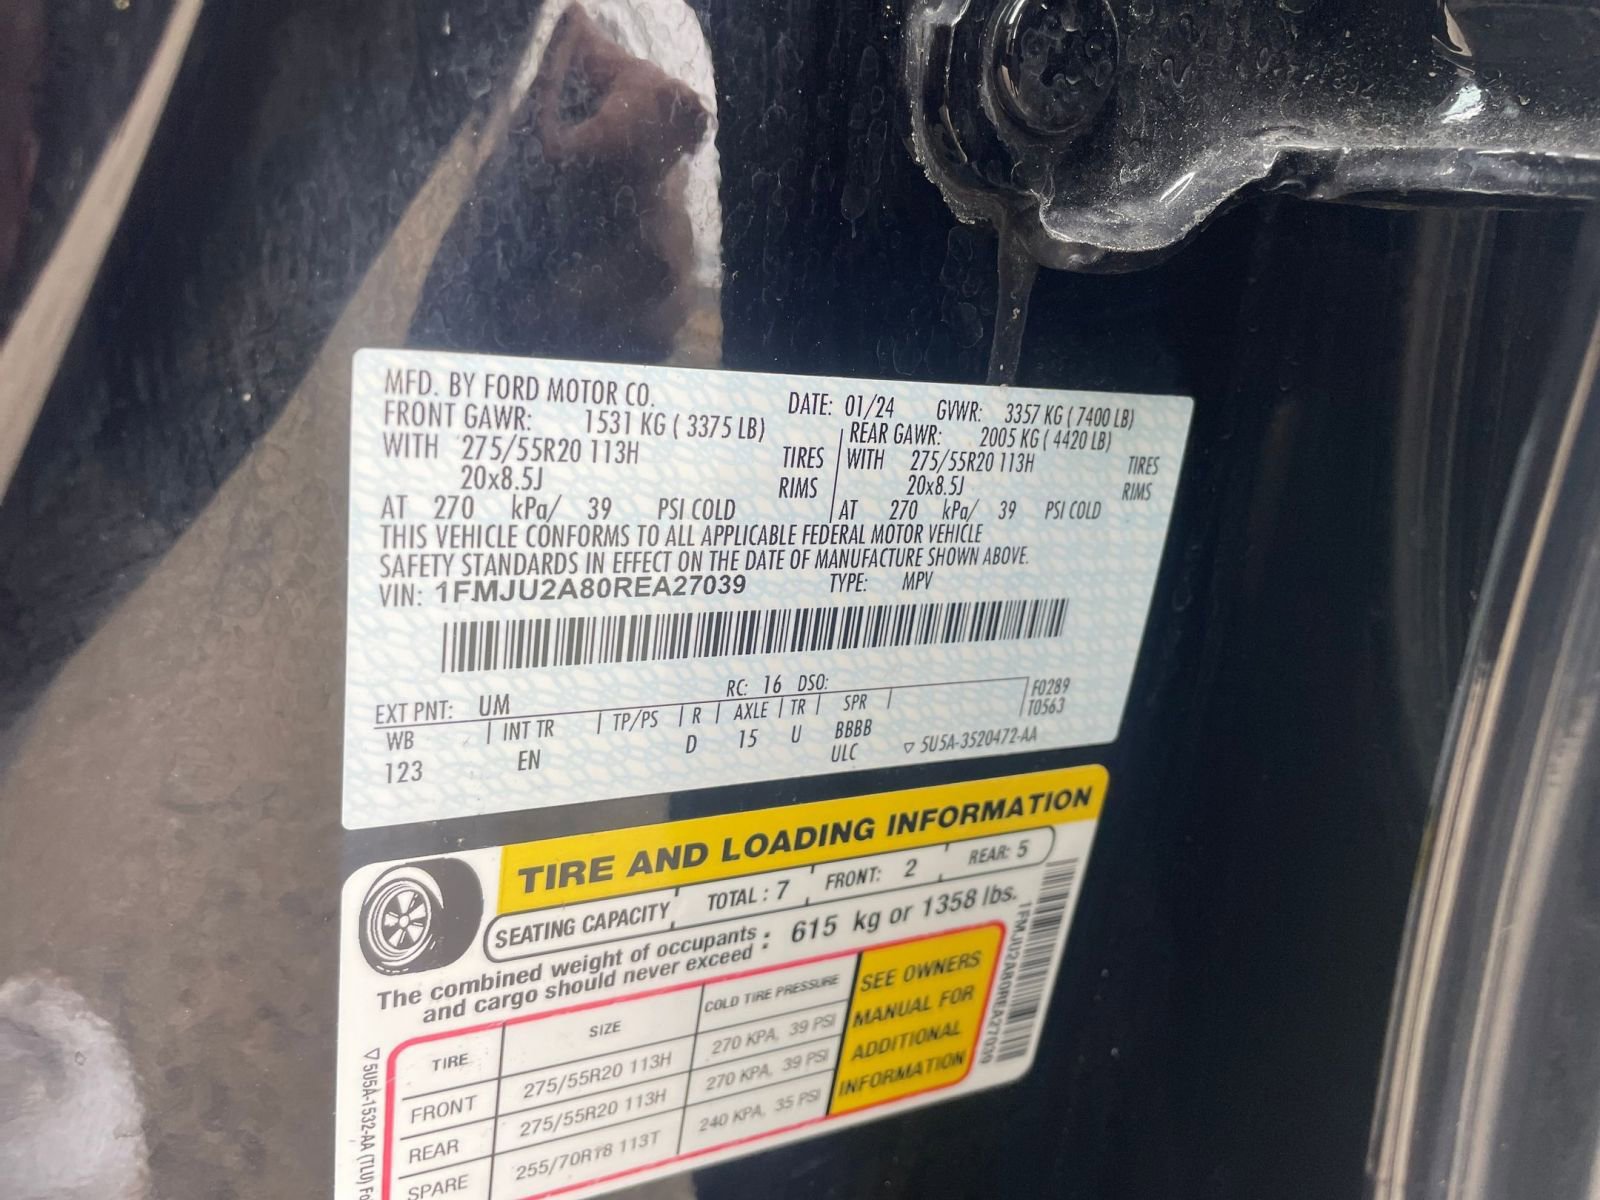 MFD. BY FORD MOTOR CO.
DATE: 01/24 GVWR: 3357 KG ( 7400 LB)
FRONT GAWR: 1531 KG ( 3375 LB) REAR GAWR: 2005 KG ( 4420 LB)
WITH 275/55R20 113H TIRES WITH 275/55R20 113H TIRES
20x8.5J RIMS 20x8.5J RIMS
AT 270 kPa/ 39 PSI COLD AT 270 kPa/ 39 PSI COLD
THIS VEHICLE CONFORMS TO ALL APPLICABLE FEDERAL MOTOR VEHICLE
SAFETY STANDARDS IN EFFECT ON THE DATE OF MANUFACTURE SHOWN ABOVE.
VIN: 1FMJU2A80REA27039 TYPE: MPV
EXT PNT: UM RC: 16 DSO: F0289
WB INT TR TP/PS R AXLE TR SPR T0563
123 EN D 15 U BBBB
ULC 5U5A-3520472-AA
TIRE AND LOADING INFORMATION
SEATING CAPACITY TOTAL : 7 FRONT: 2 REAR: 5
The combined weight of occupants : 615 kg or 1358 lbs.
and cargo should never exceed
TIRE SIZE COLD TIRE PRESSURE
FRONT 275/55R20 113H 270 KPA, 39 PSI
REAR 275/55R20 113H 270 KPA, 39 PSI
SPARE 255/70R18 113T 240 KPA, 35 PSI
SEE OWNERS
MANUAL FOR
ADDITIONAL
INFORMATION
1FMJU2A80REA27039
5U5A-1532-AA (TLU)